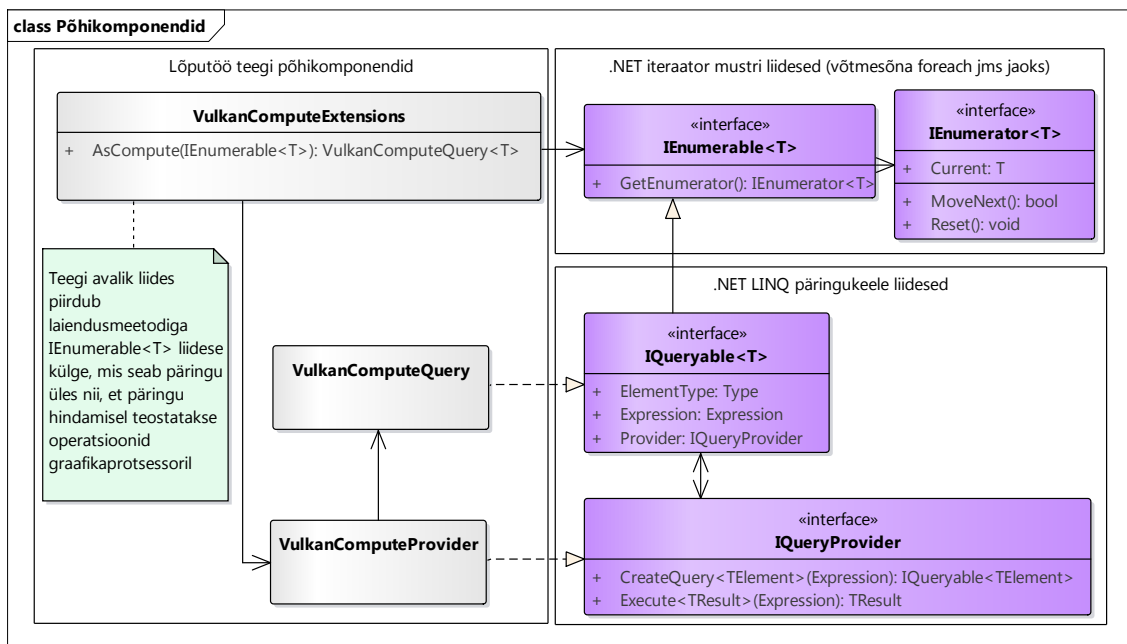 class Põhikomponendid
Lõputöö teegi põhikomponendid
VulkanComputeExtensions
+ AsCompute(IEnumerable<T>): VulkanComputeQuery<T>
Teegi avalik liides
piirdub
laiendusmeetodiga
IEnumerable<T> liidese
külge, mis seab päringu
üles nii, et päringu
hindamisel teostatakse
operatsioonid
graafikaprotsessoril
VulkanComputeQuery
VulkanComputeProvider
.NET iteraator mustri liidesed (võtmesõna foreach jms jaoks)
«interface»
IEnumerable<T>
+ GetEnumerator(): IEnumerator<T>
«interface»
IEnumerator<T>
+ Current: T
+ MoveNext(): bool
+ Reset(): void
.NET LINQ päringukeele liidesed
«interface»
IQueryable<T>
+ ElementType: Type
+ Expression: Expression
+ Provider: IQueryProvider
«interface»
IQueryProvider
+ CreateQuery<TElement>(Expression): IQueryable<TElement>
+ Execute<TResult>(Expression): TResult